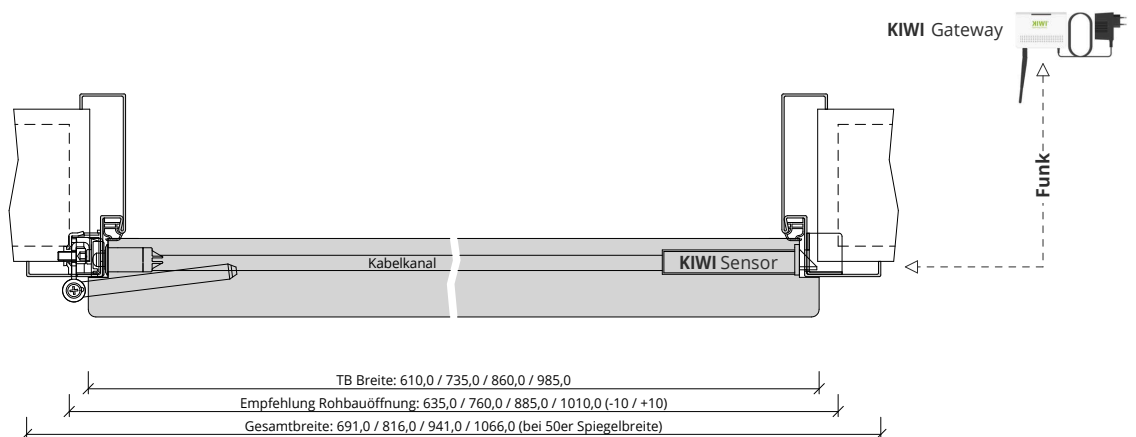 KIWI Gateway
KIWI
Funk
Kabelkanal
KIWI Sensor
TB Breite: 610,0 / 735,0 / 860,0 / 985,0
Empfehlung Rohbauöffnung: 635,0 / 760,0 / 885,0 / 1010,0 (-10 / +10)
Gesamtbreite: 691,0 / 816,0 / 941,0 / 1066,0 (bei 50er Spiegelbreite)